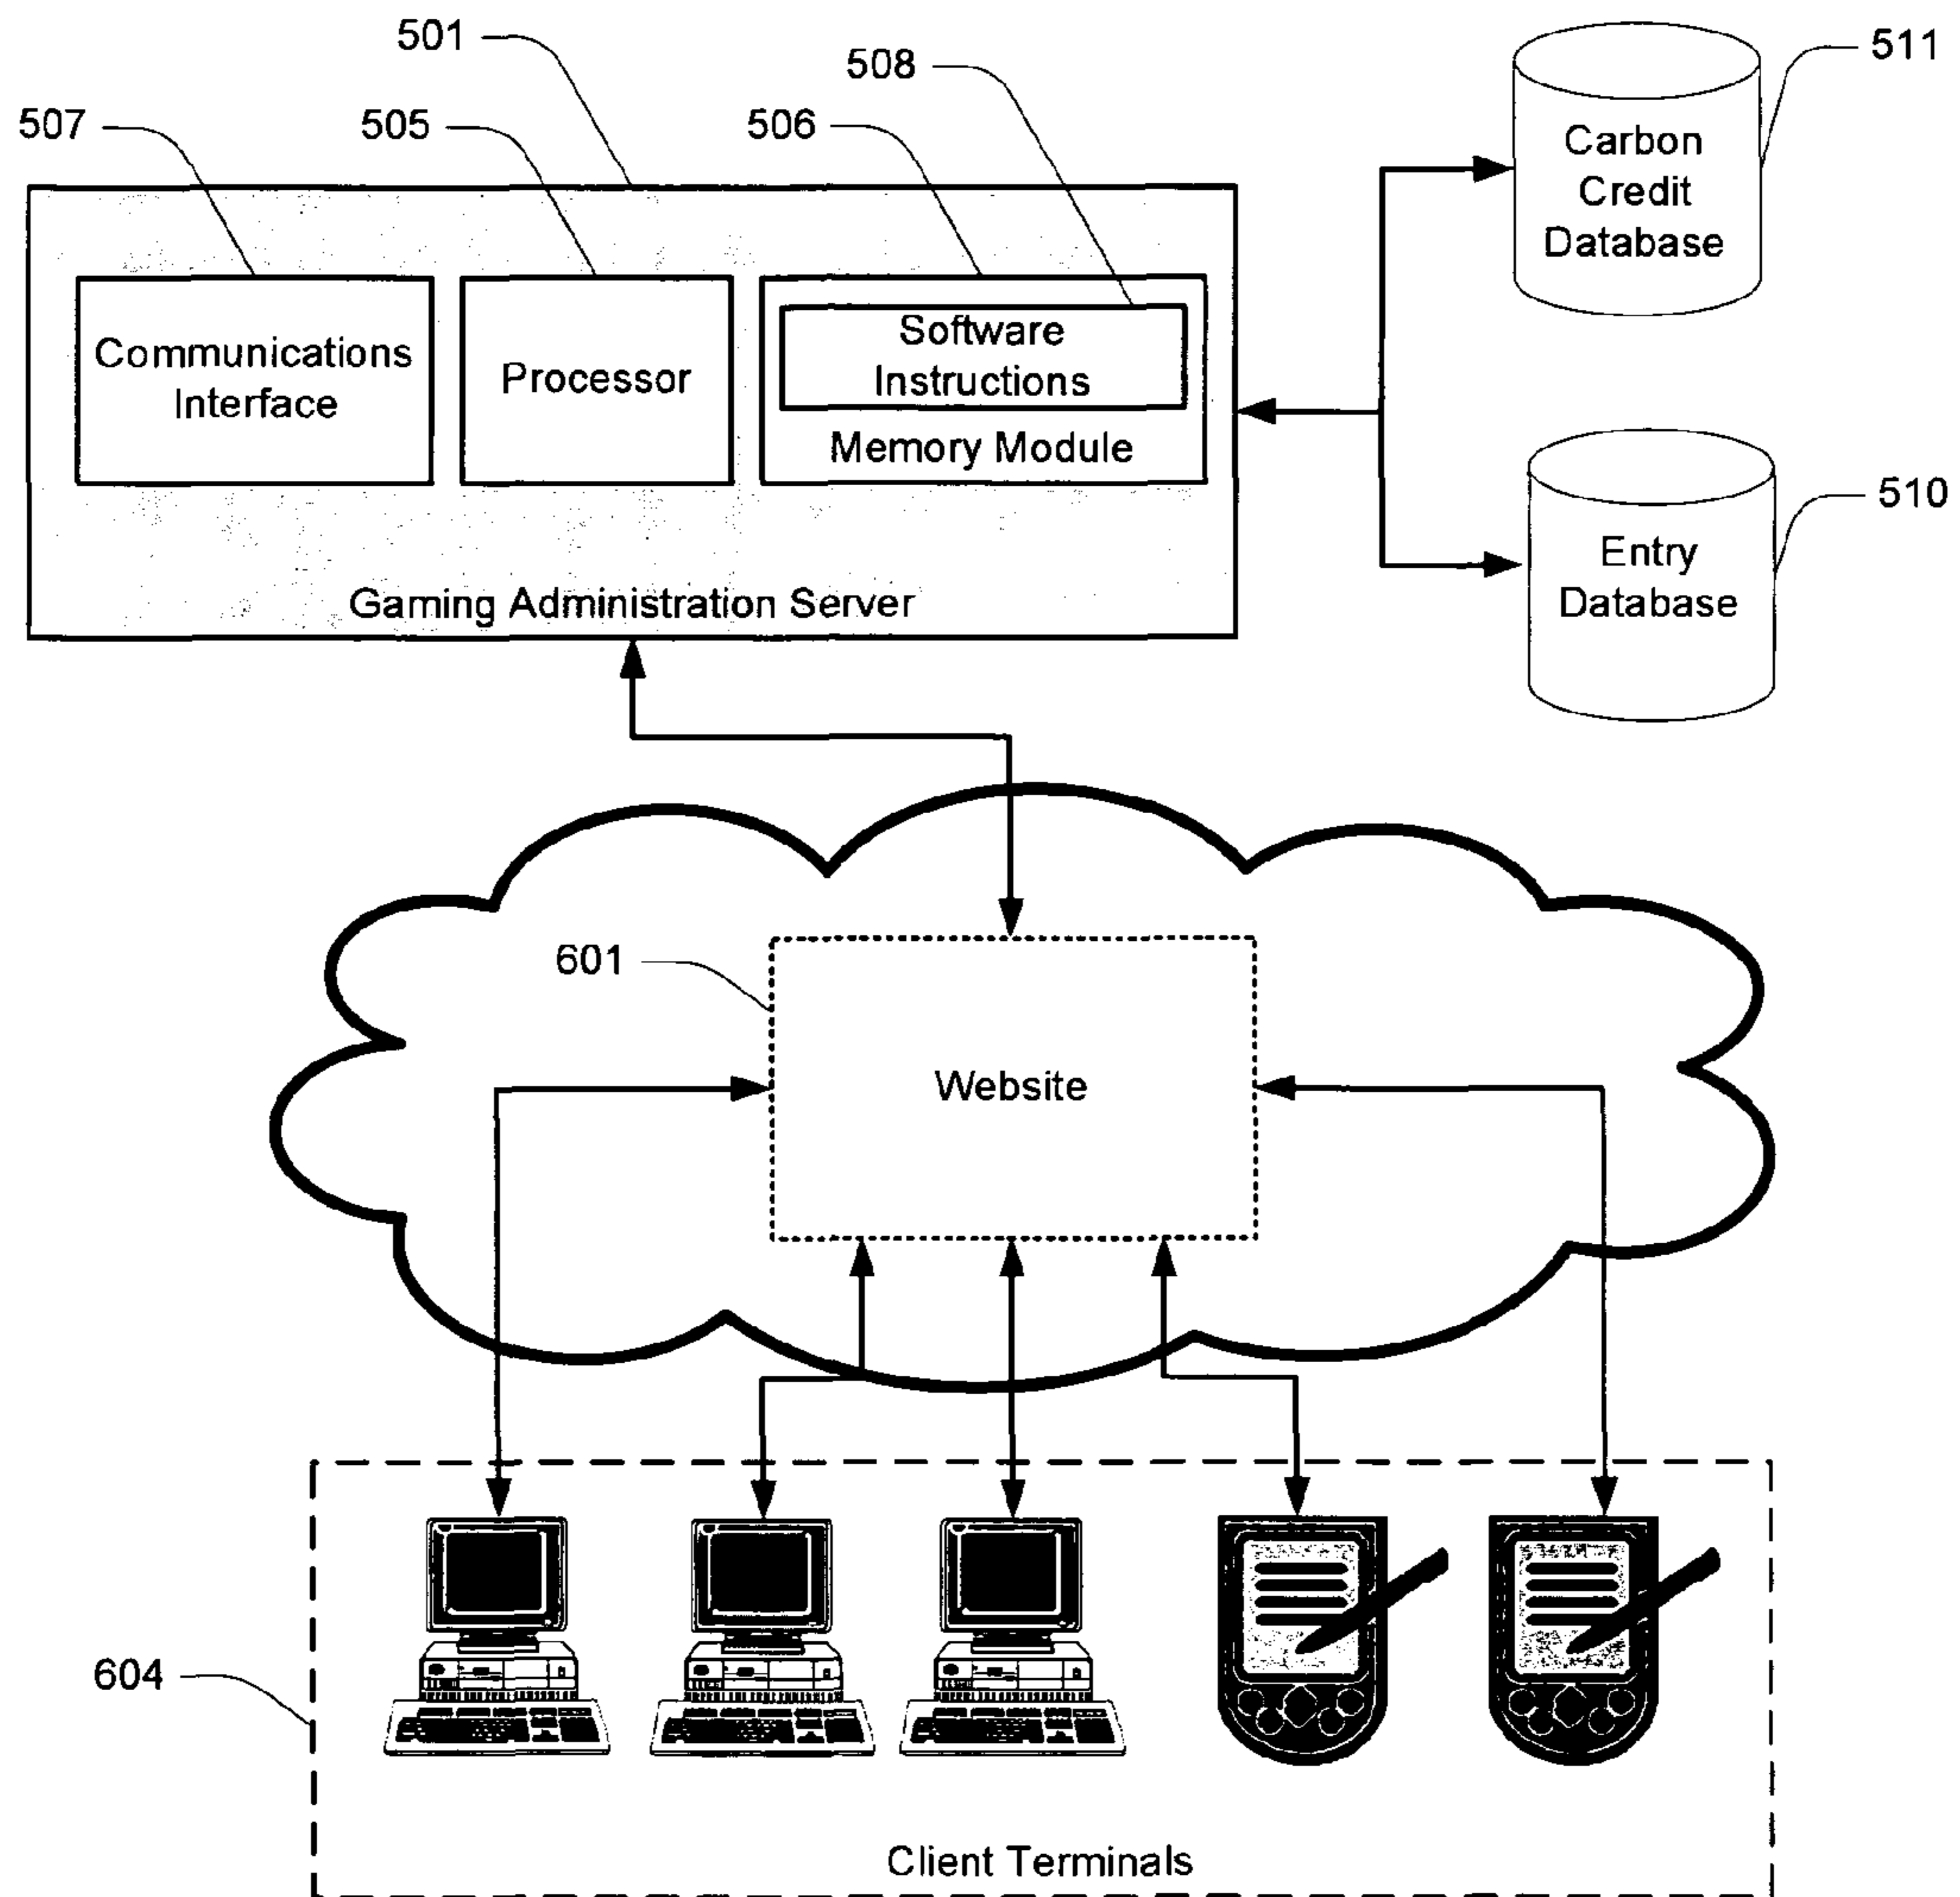 501
508
511
507
505
506
Carbon
Credit
Database
Communications
Interface
Processor
Software
Instructions
Memory Module
510
Entry
Database
Gaming Administration Server
601
Website
604
Client Terminals